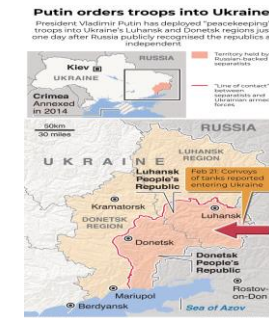 Putin orders troops into Ukraine
President Vladimir Putin has deployed "peacekeeping"
troops into Ukraine's Luhansk and Donetsk regions just
one day after Russia publicly recognised the republics as
independent
RUSSIA
Kiev
UKRAINE
Crimea
Annexed
in 2014
Territory held by
Russian-backed
separatists
"Line of contact"
between
separatists and
Ukrainian armed
forces
50km
30 miles
RUSSIA
UKRAINE
LUHANSK
REGION
Luhansk
People's
Republic
Feb 21: Convoys
of tanks reported
entering Ukraine
Kramatorsk
Luhansk
DONETSK
REGION
Donetsk
Donetsk
People's
Republic
Mariupol
Rostov-
on-Don
Berdyansk
Sea of Azov